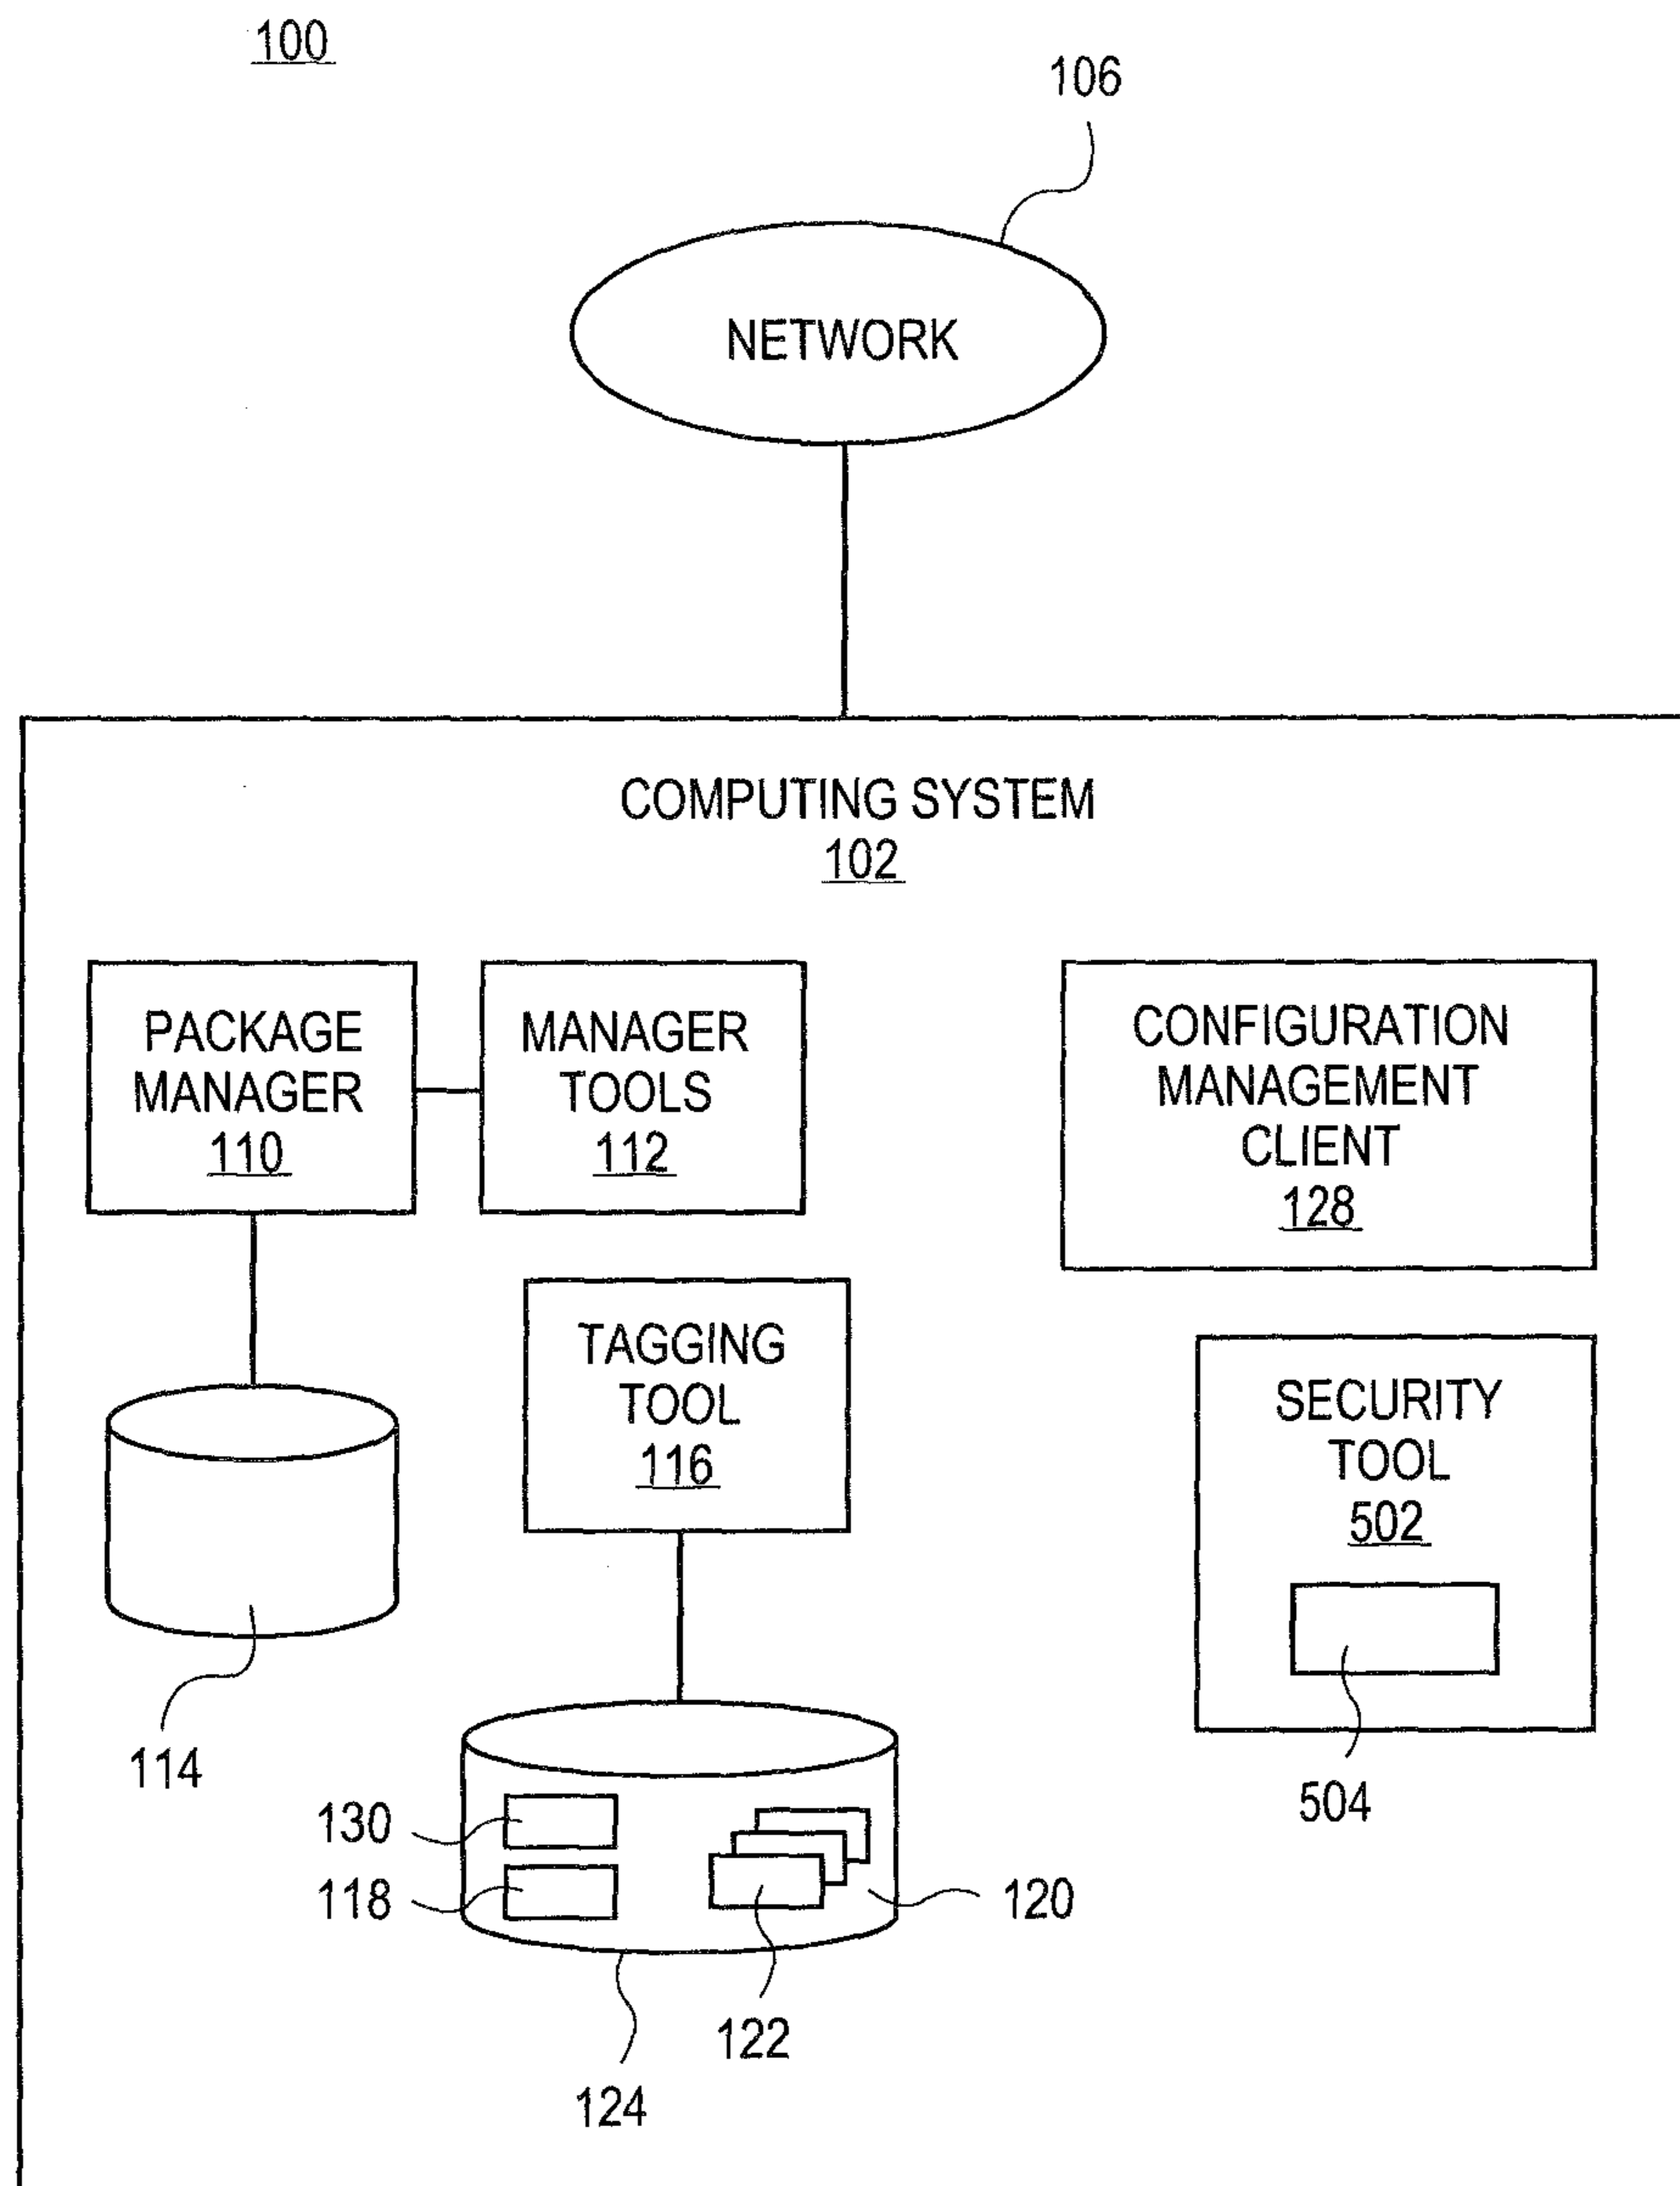 100
106
NETWORK
COMPUTING SYSTEM
102
PACKAGE
MANAGER
110
MANAGER
TOOLS
112
CONFIGURATION
MANAGEMENT
CLIENT
128
TAGGING
TOOL
116
SECURITY
TOOL
502
504
114
130
118
120
122
124